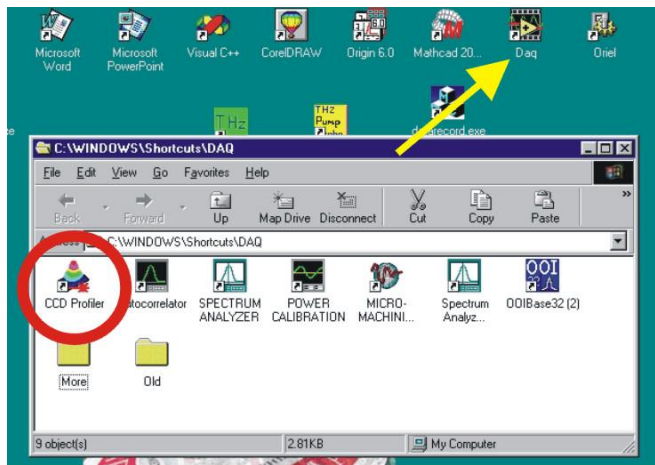 Microsoft Word
Microsoft PowerPoint
Visual C++
CorelDRAW
Origin 6.0
Mathcad 20...
Daq
Oriel
THz
THz Pump
C:\WINDOWS\Shortcuts\DAQ
File Edit View Go Favorites Help
Back Forward Up Map Drive Disconnect Cut Copy Paste »
C:\WINDOWS\Shortcuts\DAQ
CCD Profiler
SPECTRUM ANALYZER
POWER CALIBRATION
MICRO-MACHINI...
Spectrum Analyz...
OOI
OOIBase32 (2)
More
Old
9 object(s) 2.81KB My Computer